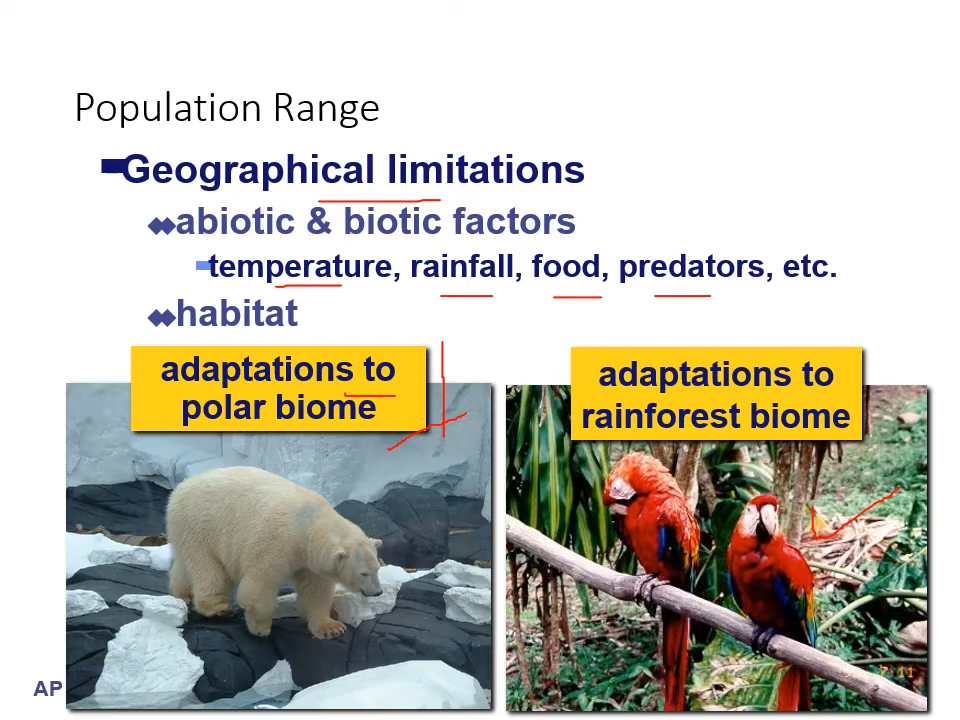 Population Range
Geographical limitations
abiotic & biotic factors
temperature, rainfall, food, predators, etc.
habitat
adaptations to
polar biome
adaptations to
rainforest biome
AP